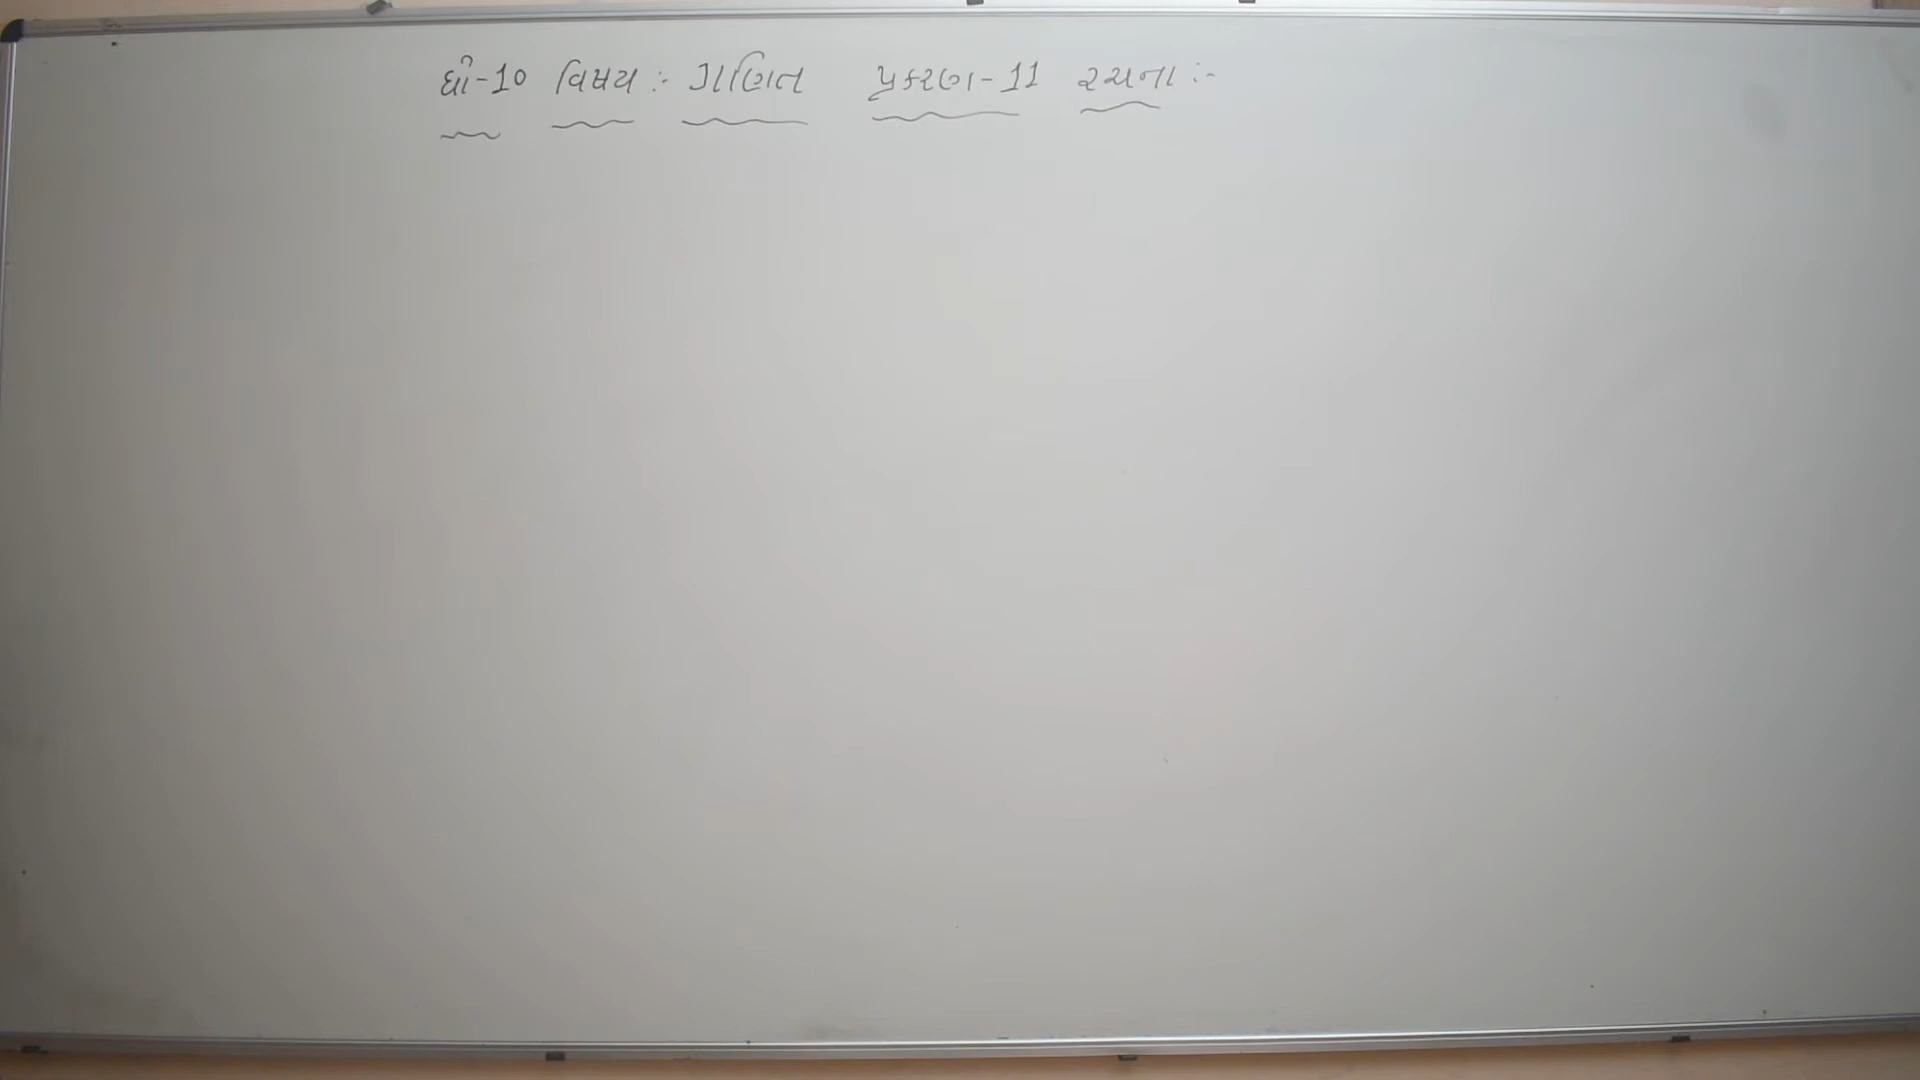 ધો-10 વિષય :- ગણિત પ્રકરણ-11 રચના :-